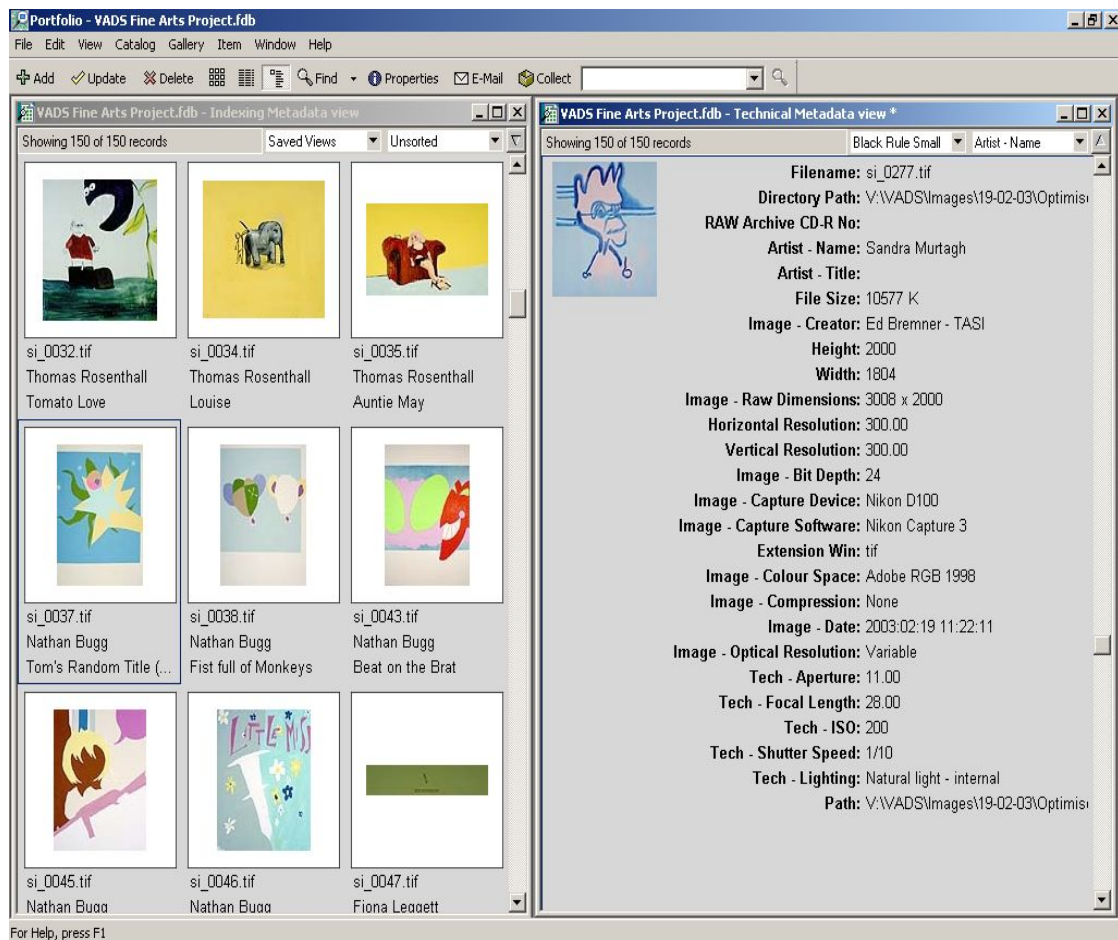 Portfolio - VADS Fine Arts Project.fdb
File Edit View Catalog Gallery Item Window Help
Add Update Delete Find Properties E-Mail Collect
VADS Fine Arts Project.fdb - Indexing Metadata view
Showing 150 of 150 records Saved Views Unsorted
si_0032.tif si_0034.tif si_0035.tif
Thomas Rosenthall Thomas Rosenthall Thomas Rosenthall
Tomato Love Louise Auntie May
si_0037.tif si_0038.tif si_0043.tif
Nathan Bugg Nathan Bugg Nathan Bugg
Tom's Random Title (... Fist full of Monkeys Beat on the Brat
LITTLE MISS
si_0045.tif si_0046.tif si_0047.tif
Nathan Bugg Nathan Bugg Fiona Leggett
VADS Fine Arts Project.fdb - Technical Metadata view *
Showing 150 of 150 records Black Rule Small Artist - Name
Filename: si_0277.tif
Directory Path: V:\VADS\Images\19-02-03\Optimis
RAW Archive CD-R No:
Artist - Name: Sandra Murtagh
Artist - Title:
File Size: 10577 K
Image - Creator: Ed Bremner - TASI
Height: 2000
Width: 1804
Image - Raw Dimensions: 3008 x 2000
Horizontal Resolution: 300.00
Vertical Resolution: 300.00
Image - Bit Depth: 24
Image - Capture Device: Nikon D100
Image - Capture Software: Nikon Capture 3
Extension Win: tif
Image - Colour Space: Adobe RGB 1998
Image - Compression: None
Image - Date: 2003:02:19 11:22:11
Image - Optical Resolution: Variable
Tech - Aperture: 11.00
Tech - Focal Length: 28.00
Tech - ISO: 200
Tech - Shutter Speed: 1/10
Tech - Lighting: Natural light - internal
Path: V:\VADS\Images\19-02-03\Optimis
For Help, press F1